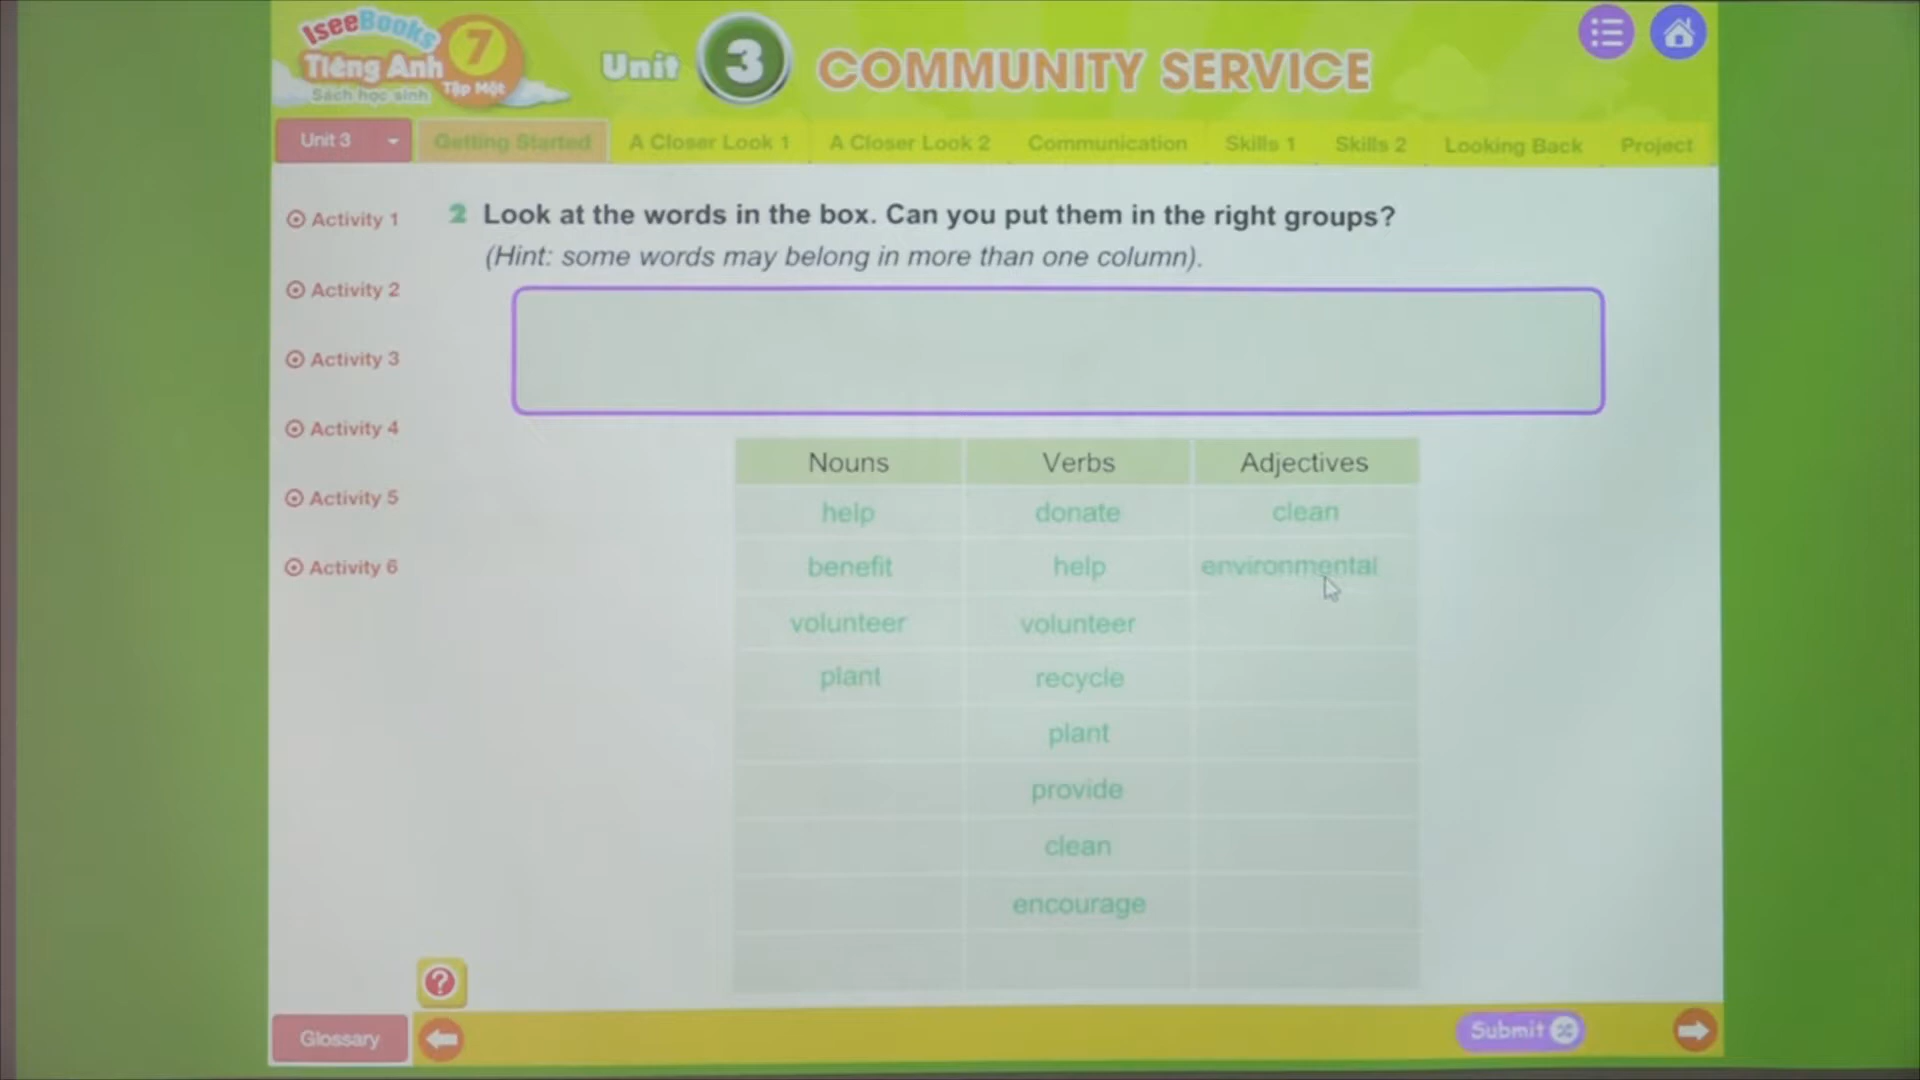 IseeBooks
Tiếng Anh 7
Sách học sinh Tập Một
Unit 3 COMMUNITY SERVICE
Unit 3 Getting Started A Closer Look 1 A Closer Look 2 Communication Skills 1 Skills 2 Looking Back Project
Activity 1
Activity 2
Activity 3
Activity 4
Activity 5
Activity 6
2 Look at the words in the box. Can you put them in the right groups?
(Hint: some words may belong in more than one column).
Nouns Verbs Adjectives
help donate clean
benefit help environmental
volunteer volunteer
plant recycle
plant
provide
clean
encourage
?
Glossary
Submit